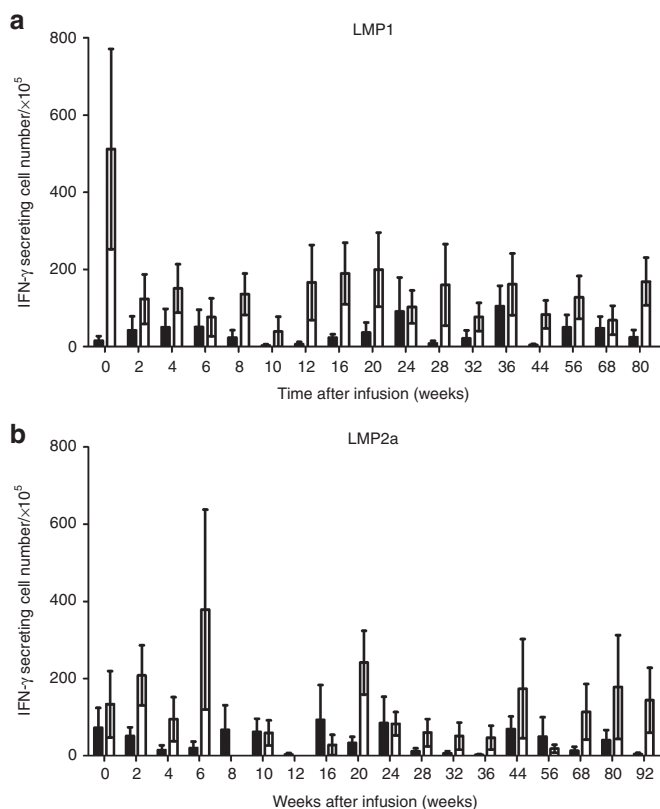 a
LMP1
IFN-γ secreting cell number/×10⁵
800
600
400
200
0
0 2 4 6 8 10 12 16 20 24 28 32 36 44 56 68 80
Time after infusion (weeks)
b
LMP2a
IFN-γ secreting cell number/×10⁵
800
600
400
200
0
0 2 4 6 8 10 12 16 20 24 28 32 36 44 56 68 80 92
Weeks after infusion (weeks)